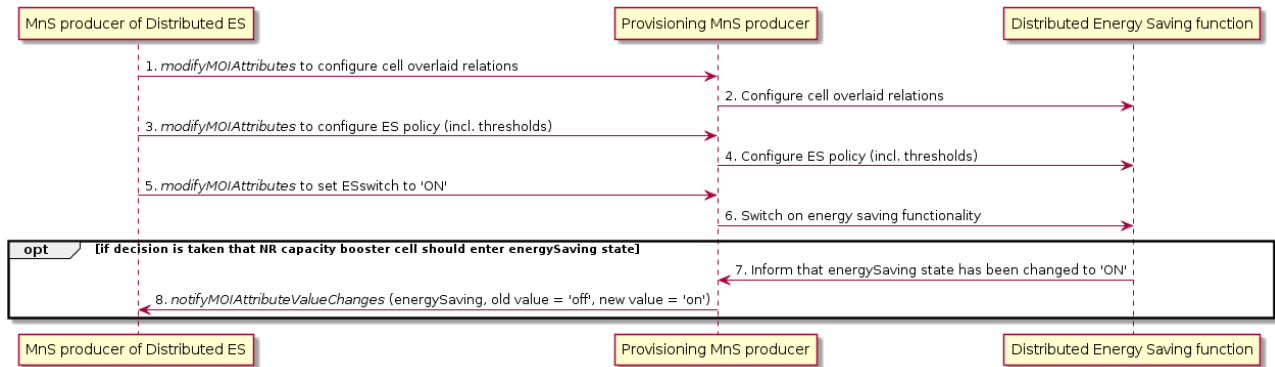 MnS producer of Distributed ES
Provisioning MnS producer
Distributed Energy Saving function
1. modifyMOIAttributes to configure cell overlaid relations
2. Configure cell overlaid relations
3. modifyMOIAttributes to configure ES policy (incl. thresholds)
4. Configure ES policy (incl. thresholds)
5. modifyMOIAttributes to set ESswitch to 'ON'
6. Switch on energy saving functionality
opt
[if decision is taken that NR capacity booster cell should enter energySaving state]
7. Inform that energySaving state has been changed to 'ON'
8. notifyMOIAttributeValueChanges (energySaving, old value = 'off', new value = 'on')
MnS producer of Distributed ES
Provisioning MnS producer
Distributed Energy Saving function